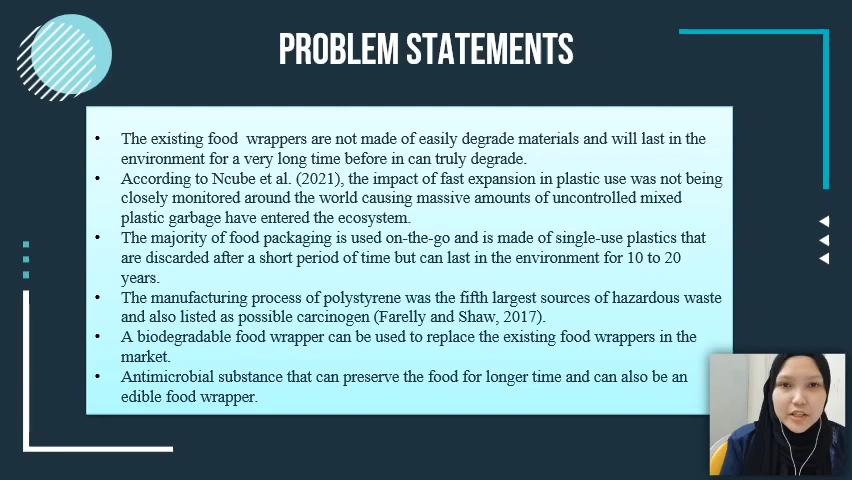 PROBLEM STATEMENTS
• The existing food wrappers are not made of easily degrade materials and will last in the
environment for a very long time before in can truly degrade.
• According to Ncube et al. (2021), the impact of fast expansion in plastic use was not being
closely monitored around the world causing massive amounts of uncontrolled mixed
plastic garbage have entered the ecosystem.
• The majority of food packaging is used on-the-go and is made of single-use plastics that
are discarded after a short period of time but can last in the environment for 10 to 20
years.
• The manufacturing process of polystyrene was the fifth largest sources of hazardous waste
and also listed as possible carcinogen (Farelly and Shaw, 2017).
• A biodegradable food wrapper can be used to replace the existing food wrappers in the
market.
• Antimicrobial substance that can preserve the food for longer time and can also be an
edible food wrapper.